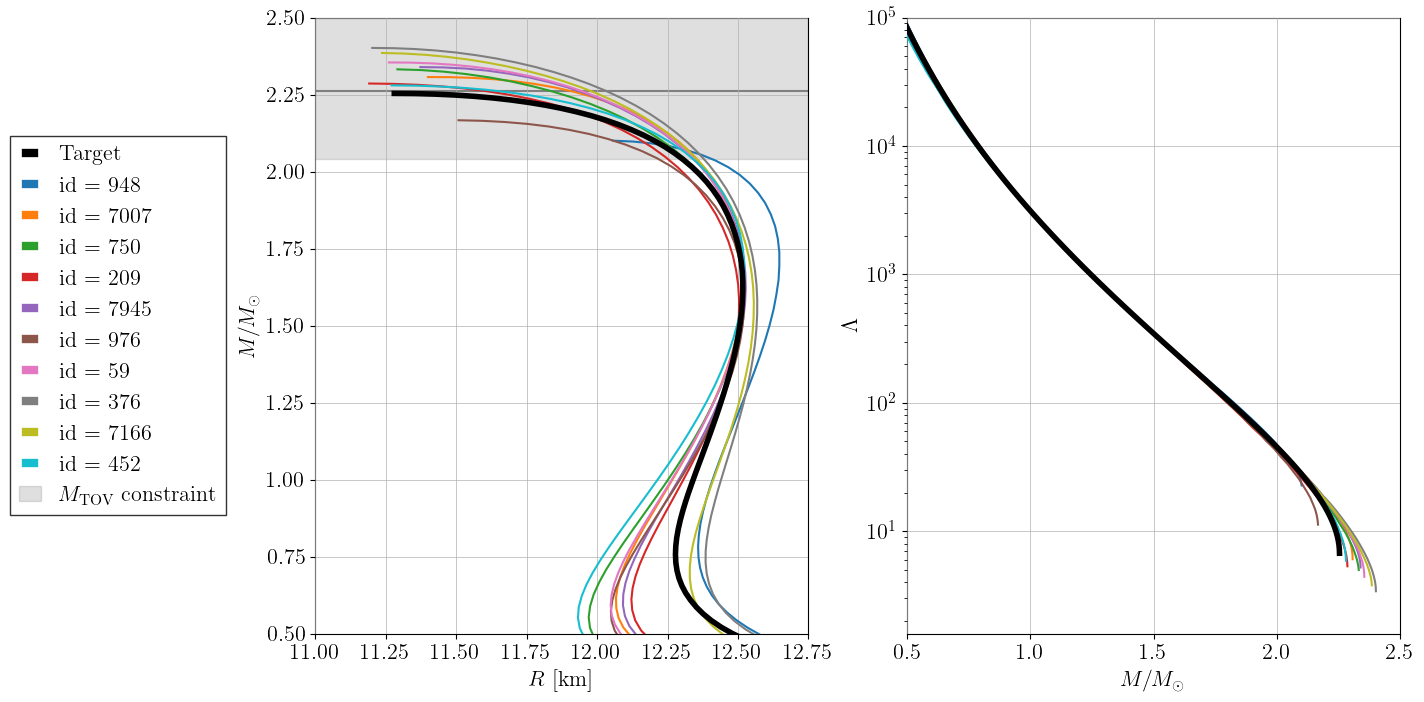 Target
id = 948
id = 7007
id = 750
id = 209
id = 7945
id = 976
id = 59
id = 376
id = 7166
id = 452
M_TOV constraint
2.50
2.25
2.00
1.75
1.50
1.25
1.00
0.75
0.50
M/M_⊙
11.00 11.25 11.50 11.75 12.00 12.25 12.50 12.75
R [km]
10^5
10^4
10^3
10^2
10^1
Λ
0.5 1.0 1.5 2.0 2.5
M/M_⊙